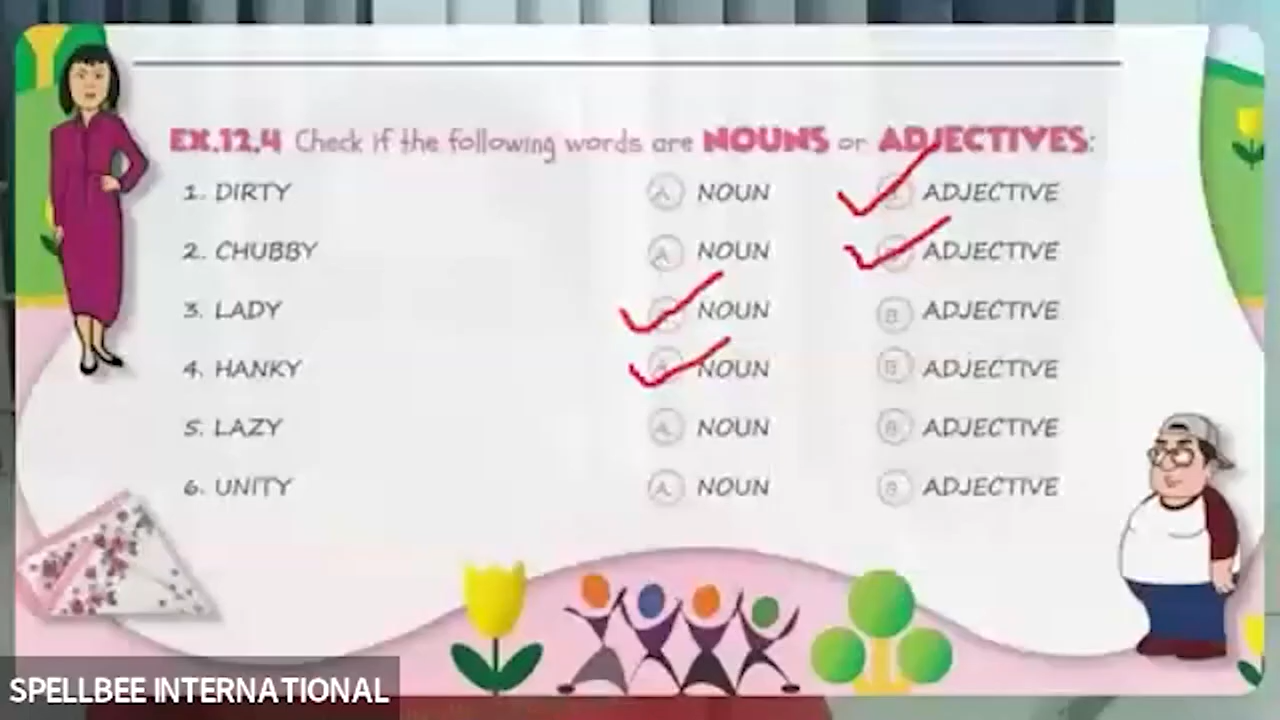 EX.12.4 Check if the following words are NOUNS or ADJECTIVES:
1. DIRTY A NOUN ADJECTIVE
2. CHUBBY A NOUN ADJECTIVE
3. LADY NOUN B ADJECTIVE
4. HANKY NOUN B ADJECTIVE
5. LAZY A NOUN B ADJECTIVE
6. UNITY A NOUN B ADJECTIVE
SPELLBEE INTERNATIONAL